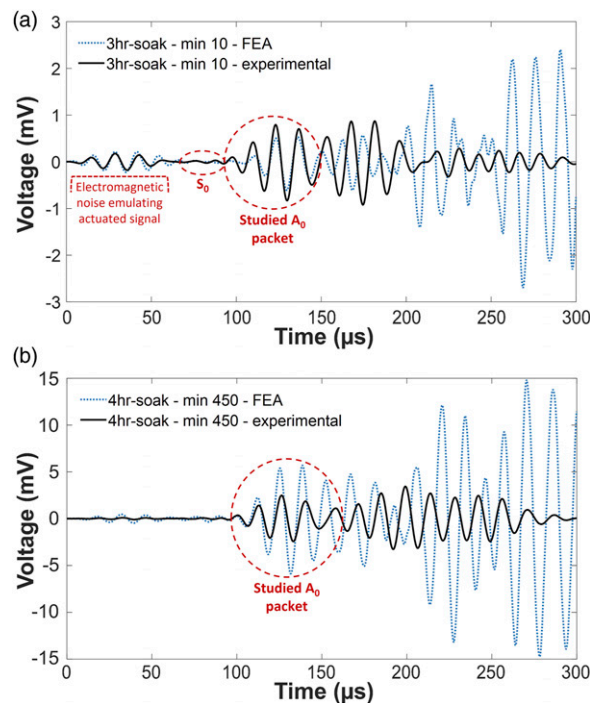 (a)
3
2
1
0
-1
-2
-3
Voltage (mV)
3hr-soak - min 10 - FEA
3hr-soak - min 10 - experimental
Electromagnetic
noise emulating
actuated signal
S₀
Studied A₀
packet
0 50 100 150 200 250 300
Time (µs)
(b)
15
10
5
0
-5
-10
-15
Voltage (mV)
4hr-soak - min 450 - FEA
4hr-soak - min 450 - experimental
Studied A₀
packet
0 50 100 150 200 250 300
Time (µs)